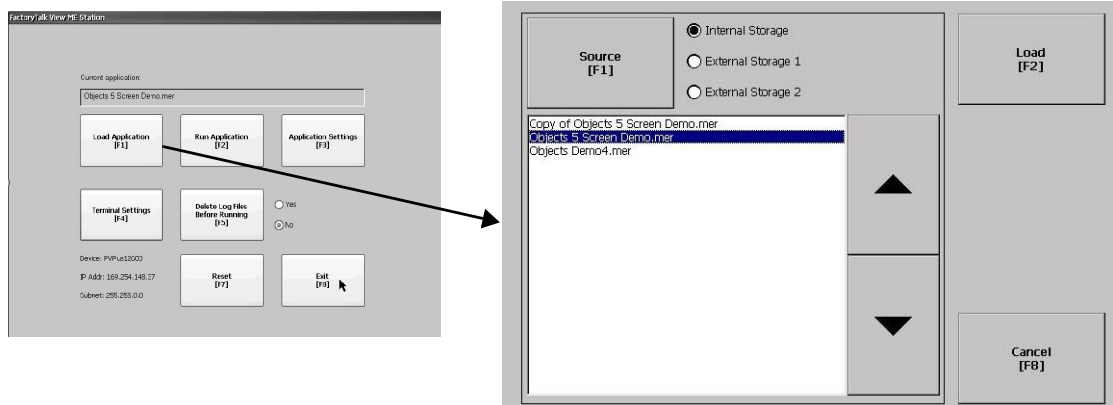 FactoryTalk View ME Station
Current application:
Objects 5 Screen Demo.mer
Load Application
[F1]
Run Application
[F2]
Application Settings
[F3]
Terminal Settings
[F4]
Delete Log Files
Before Running
[F5]
Yes
No
Device: PVPlus1200
IP Addr: 169.254.148.37
Subnet: 255.255.0.0
Reset
[F7]
Exit
[F8]
Source
[F1]
Internal Storage
External Storage 1
External Storage 2
Load
[F2]
Copy of Objects 5 Screen Demo.mer
Objects 5 Screen Demo.mer
Objects Demo4.mer
Cancel
[F8]